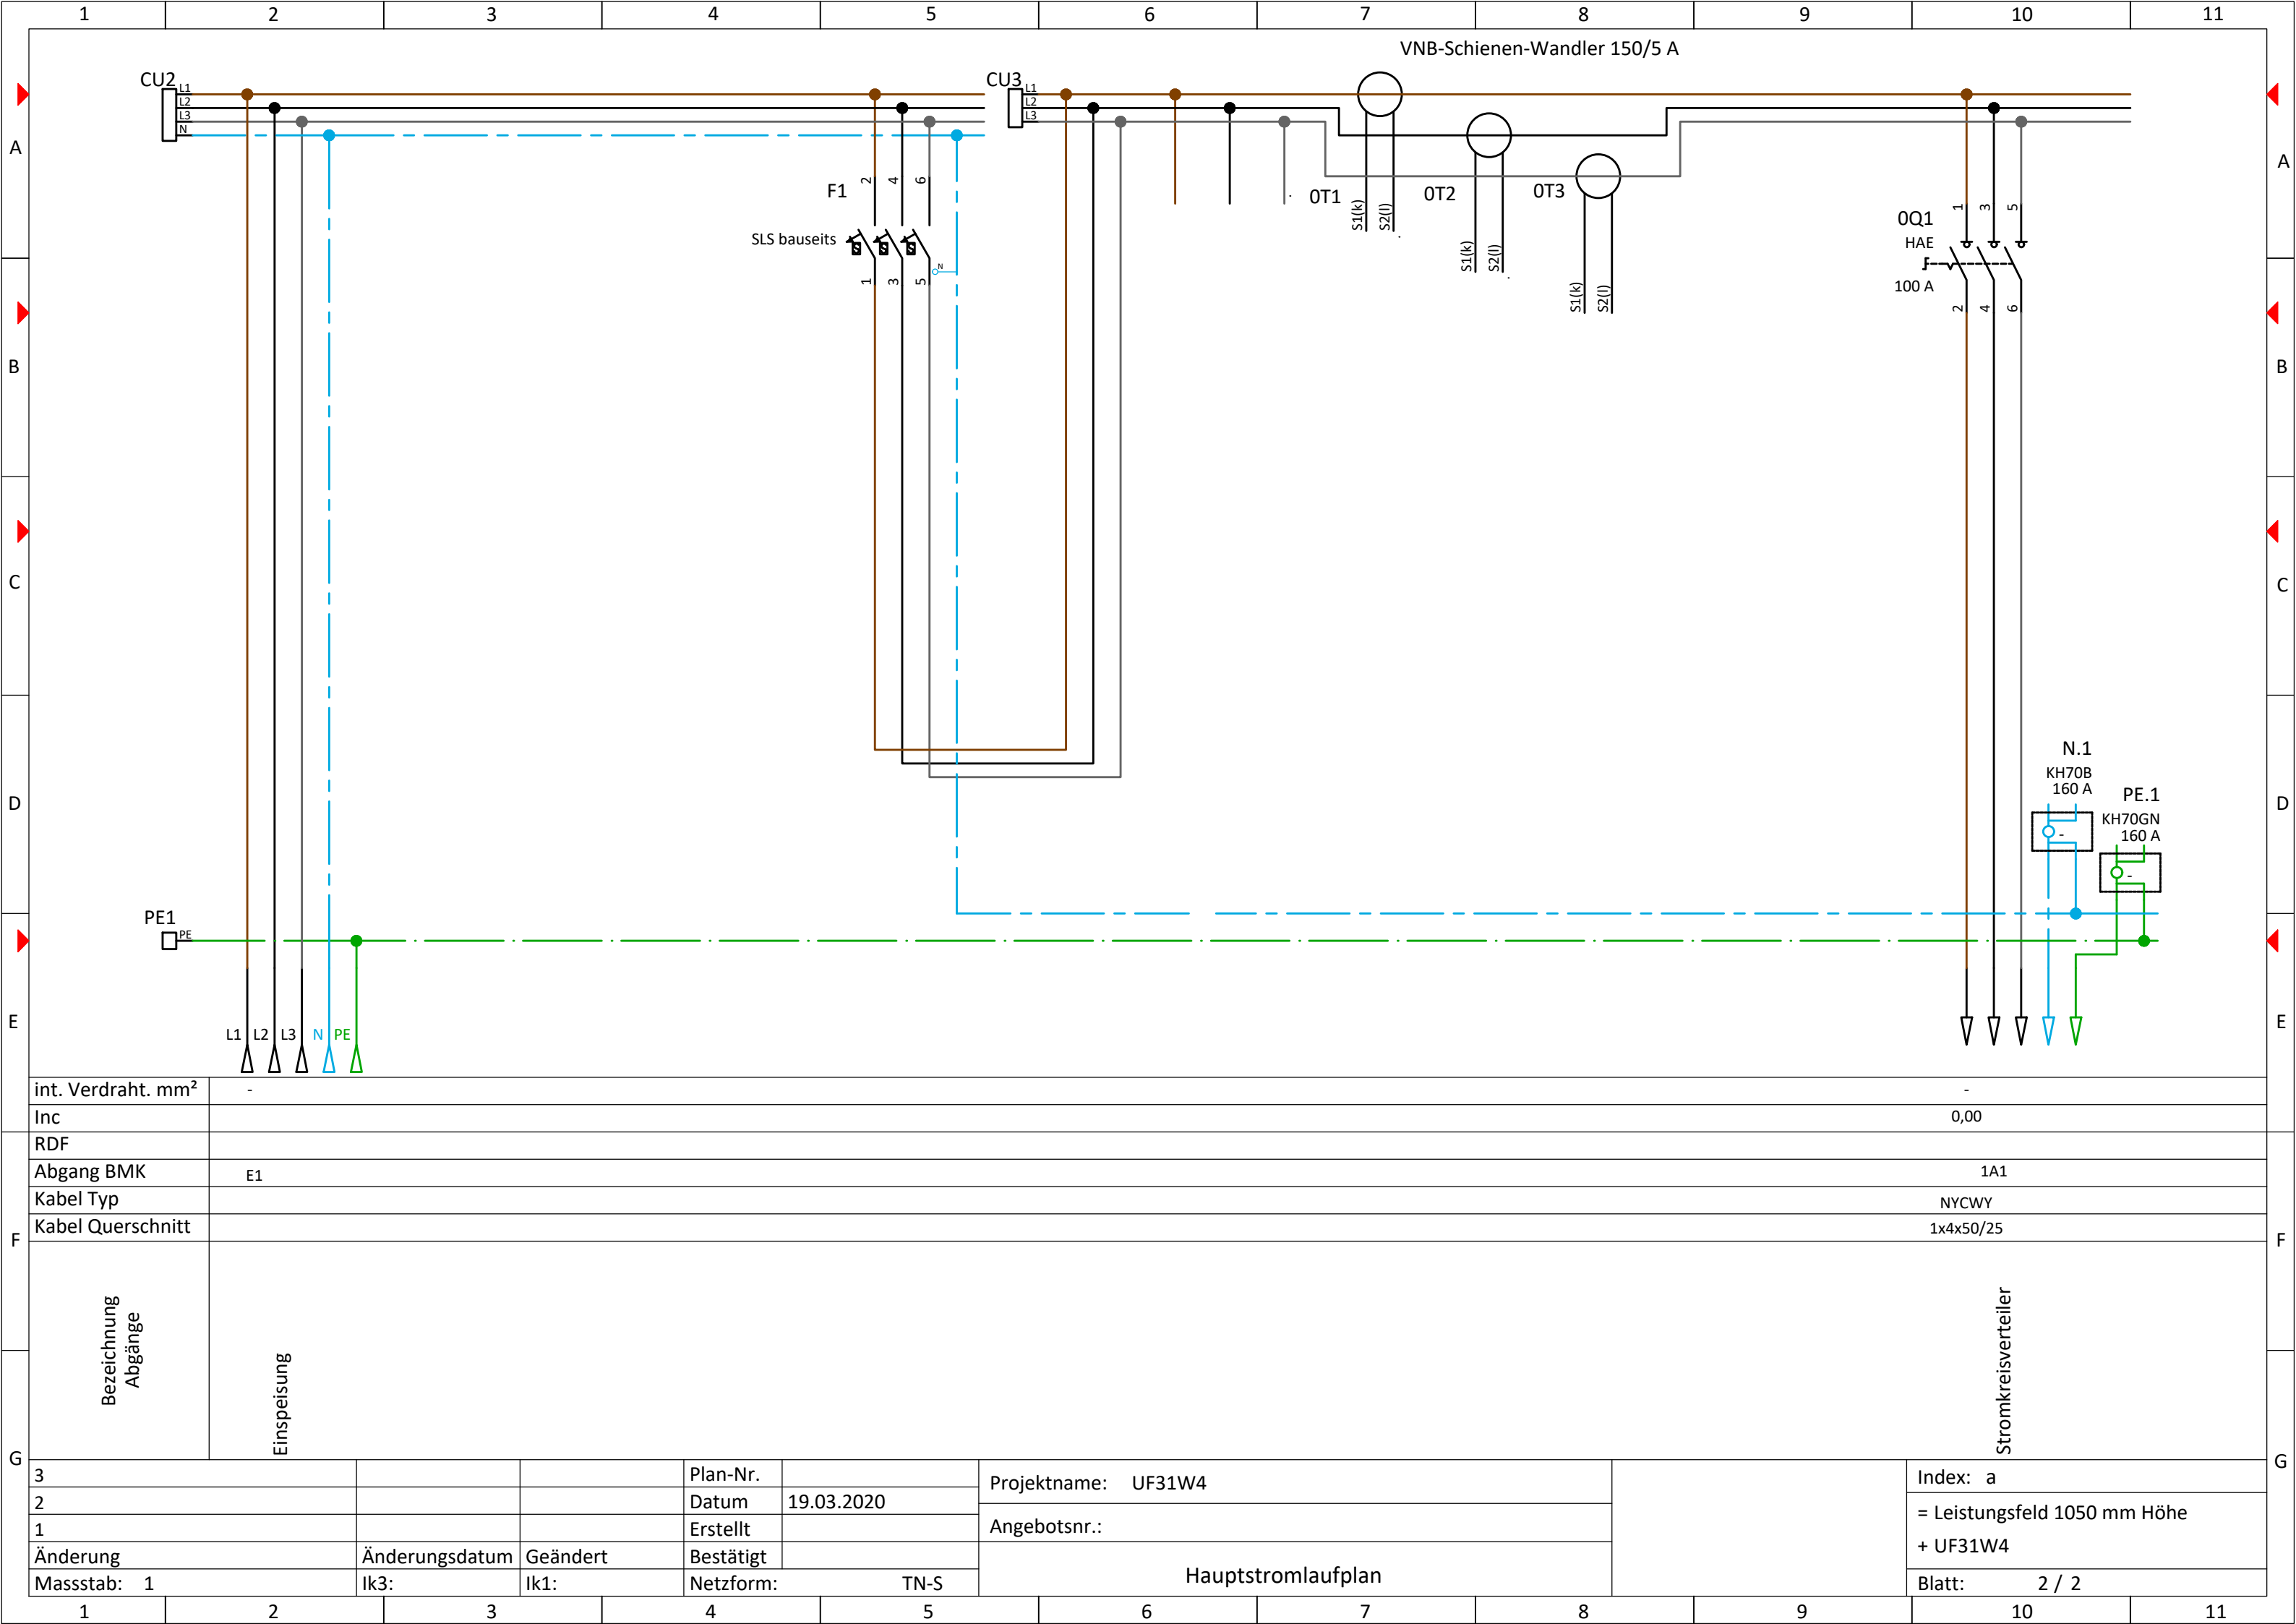 1 2 3 4 5 6 7 8 9 10 11
VNB-Schienen-Wandler 150/5 A
CU2
L1
L2
L3
N
CU3
L1
L2
L3
A
A
F1
2 4 6
SLS bauseits
N
1 3 5
0T1
S1(k) S2(l)
0T2
S1(k) S2(l)
0T3
S1(k) S2(l)
0Q1
HAE
100 A
1 3 5
2 4 6
B
B
C
C
D
D
N.1
KH70B
160 A
-
PE.1
KH70GN
160 A
-
PE1
PE
E
E
L1 L2 L3 N PE
int. Verdraht. mm² - -
Inc 0,00
RDF
Abgang BMK E1 1A1
Kabel Typ NYCWY
Kabel Querschnitt 1x4x50/25
F
F
Bezeichnung
Abgänge
Einspeisung
Stromkreisverteiler
G
G
3
2
1
Änderung Änderungsdatum Geändert
Massstab: 1 Ik3: Ik1:
Plan-Nr.
Datum 19.03.2020
Erstellt
Bestätigt
Netzform: TN-S
Projektname: UF31W4
Angebotsnr.:
Hauptstromlaufplan
Index: a
= Leistungsfeld 1050 mm Höhe
+ UF31W4
Blatt: 2 / 2
1 2 3 4 5 6 7 8 9 10 11